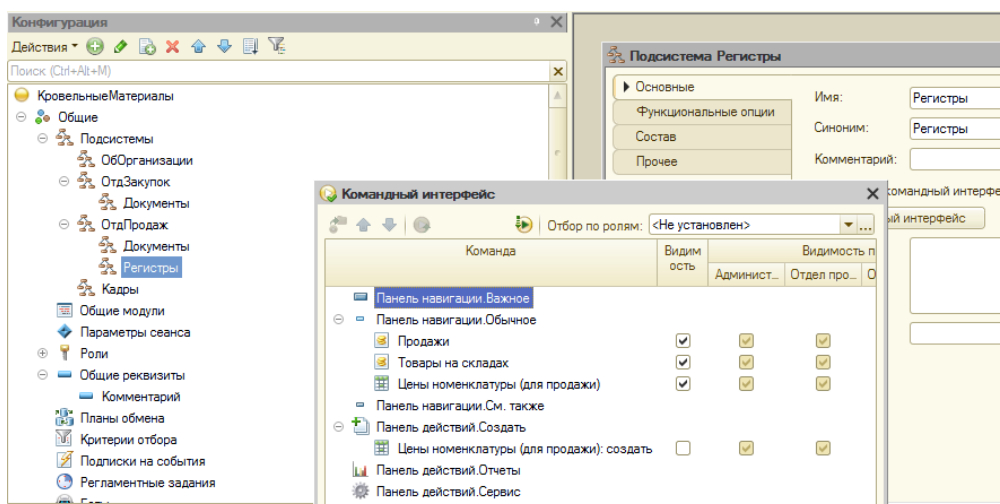 Конфигурация
Действия
Поиск (Ctrl+Alt+M)
КровельныеМатериалы
Общие
Подсистемы
ОбОрганизации
ОтдЗакупок
Документы
ОтдПродаж
Документы
Регистры
Кадры
Общие модули
Параметры сеанса
Роли
Общие реквизиты
Комментарий
Планы обмена
Критерии отбора
Подписки на события
Регламентные задания
Подсистема Регистры
Основные
Функциональные опции
Состав
Прочее
Имя: Регистры
Синоним: Регистры
Комментарий:
командный интерфе
ый интерфейс
Командный интерфейс
Отбор по ролям: <Не установлен> ...
Команда Видим Видимость п
ость Админист... Отдел про... О
Панель навигации.Важное
Панель навигации.Обычное
Продажи
Товары на складах
Цены номенклатуры (для продажи)
Панель навигации.См. также
Панель действий.Создать
Цены номенклатуры (для продажи): создать
Панель действий.Отчеты
Панель действий.Сервис